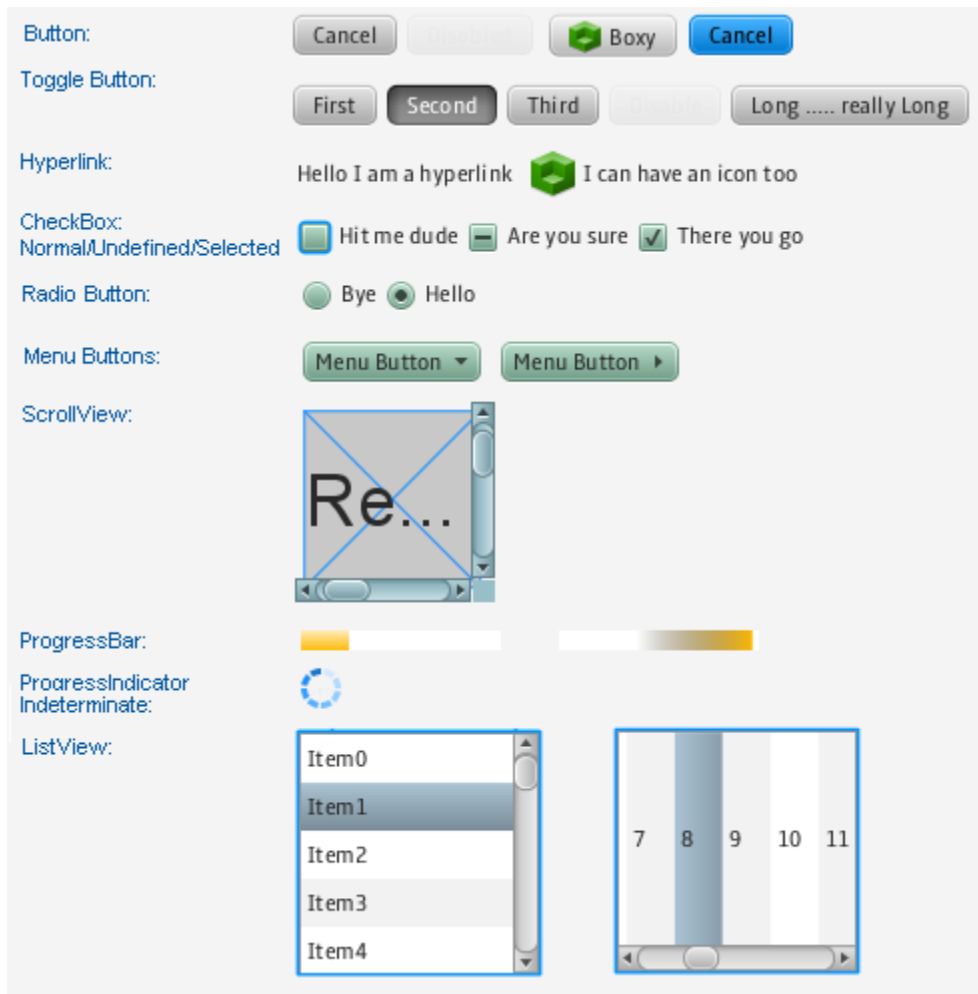 Button: Cancel Disabled Boxy Cancel
Toggle Button:
First Second Third Disable Long ..... really Long
Hyperlink: Hello I am a hyperlink I can have an icon too
CheckBox:
Normal/Undefined/Selected Hit me dude Are you sure There you go
Radio Button: Bye Hello
Menu Buttons: Menu Button Menu Button
ScrollView:
Re...
ProgressBar:
ProgressIndicator
Indeterminate:
ListView:
Item0
Item1
Item2
Item3
Item4
7 8 9 10 11